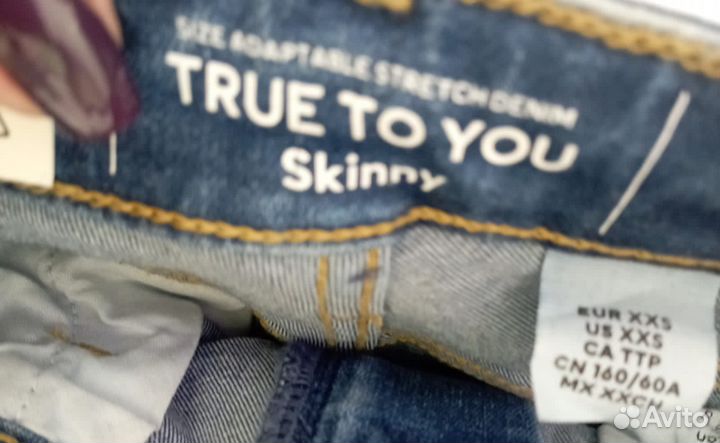 SIZE ADAPTABLE STRETCH DENIM
TRUE TO YOU
Skinny
EUR XXS
US XXS
CA TTP
CN 160/60A
MX XXCH
Avito